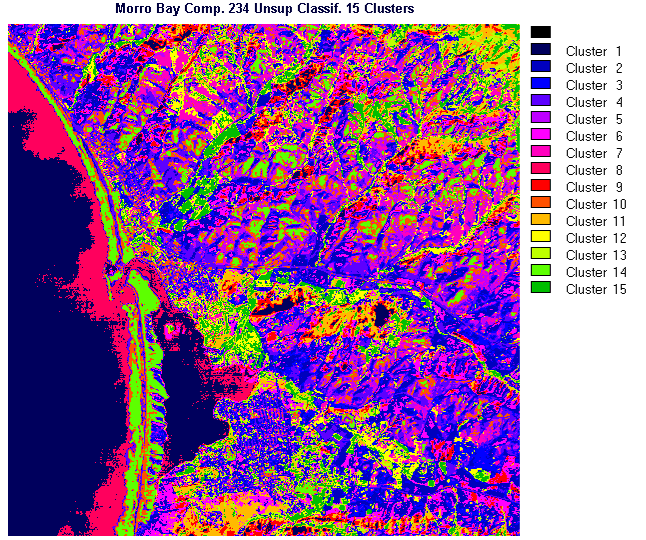 Morro Bay Comp. 234 Unsup Classif. 15 Clusters
Cluster 1
Cluster 2
Cluster 3
Cluster 4
Cluster 5
Cluster 6
Cluster 7
Cluster 8
Cluster 9
Cluster 10
Cluster 11
Cluster 12
Cluster 13
Cluster 14
Cluster 15